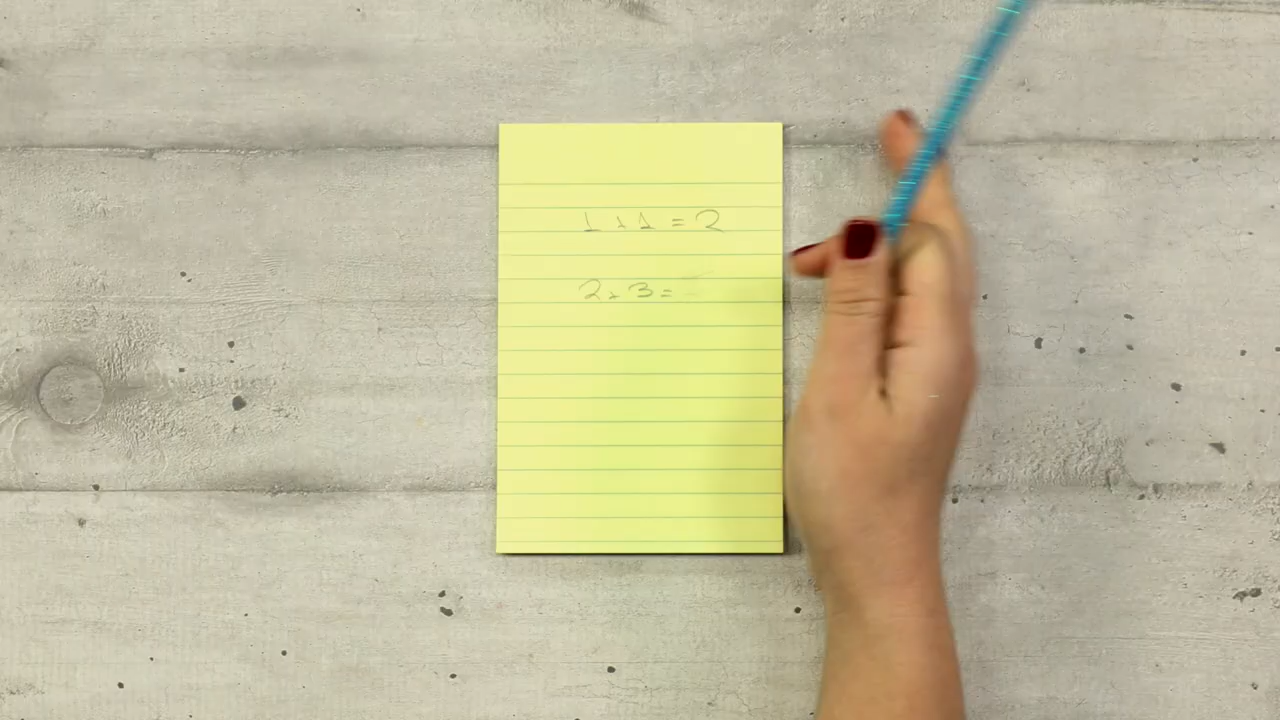 1 + 1 = 2
2 + 3 =